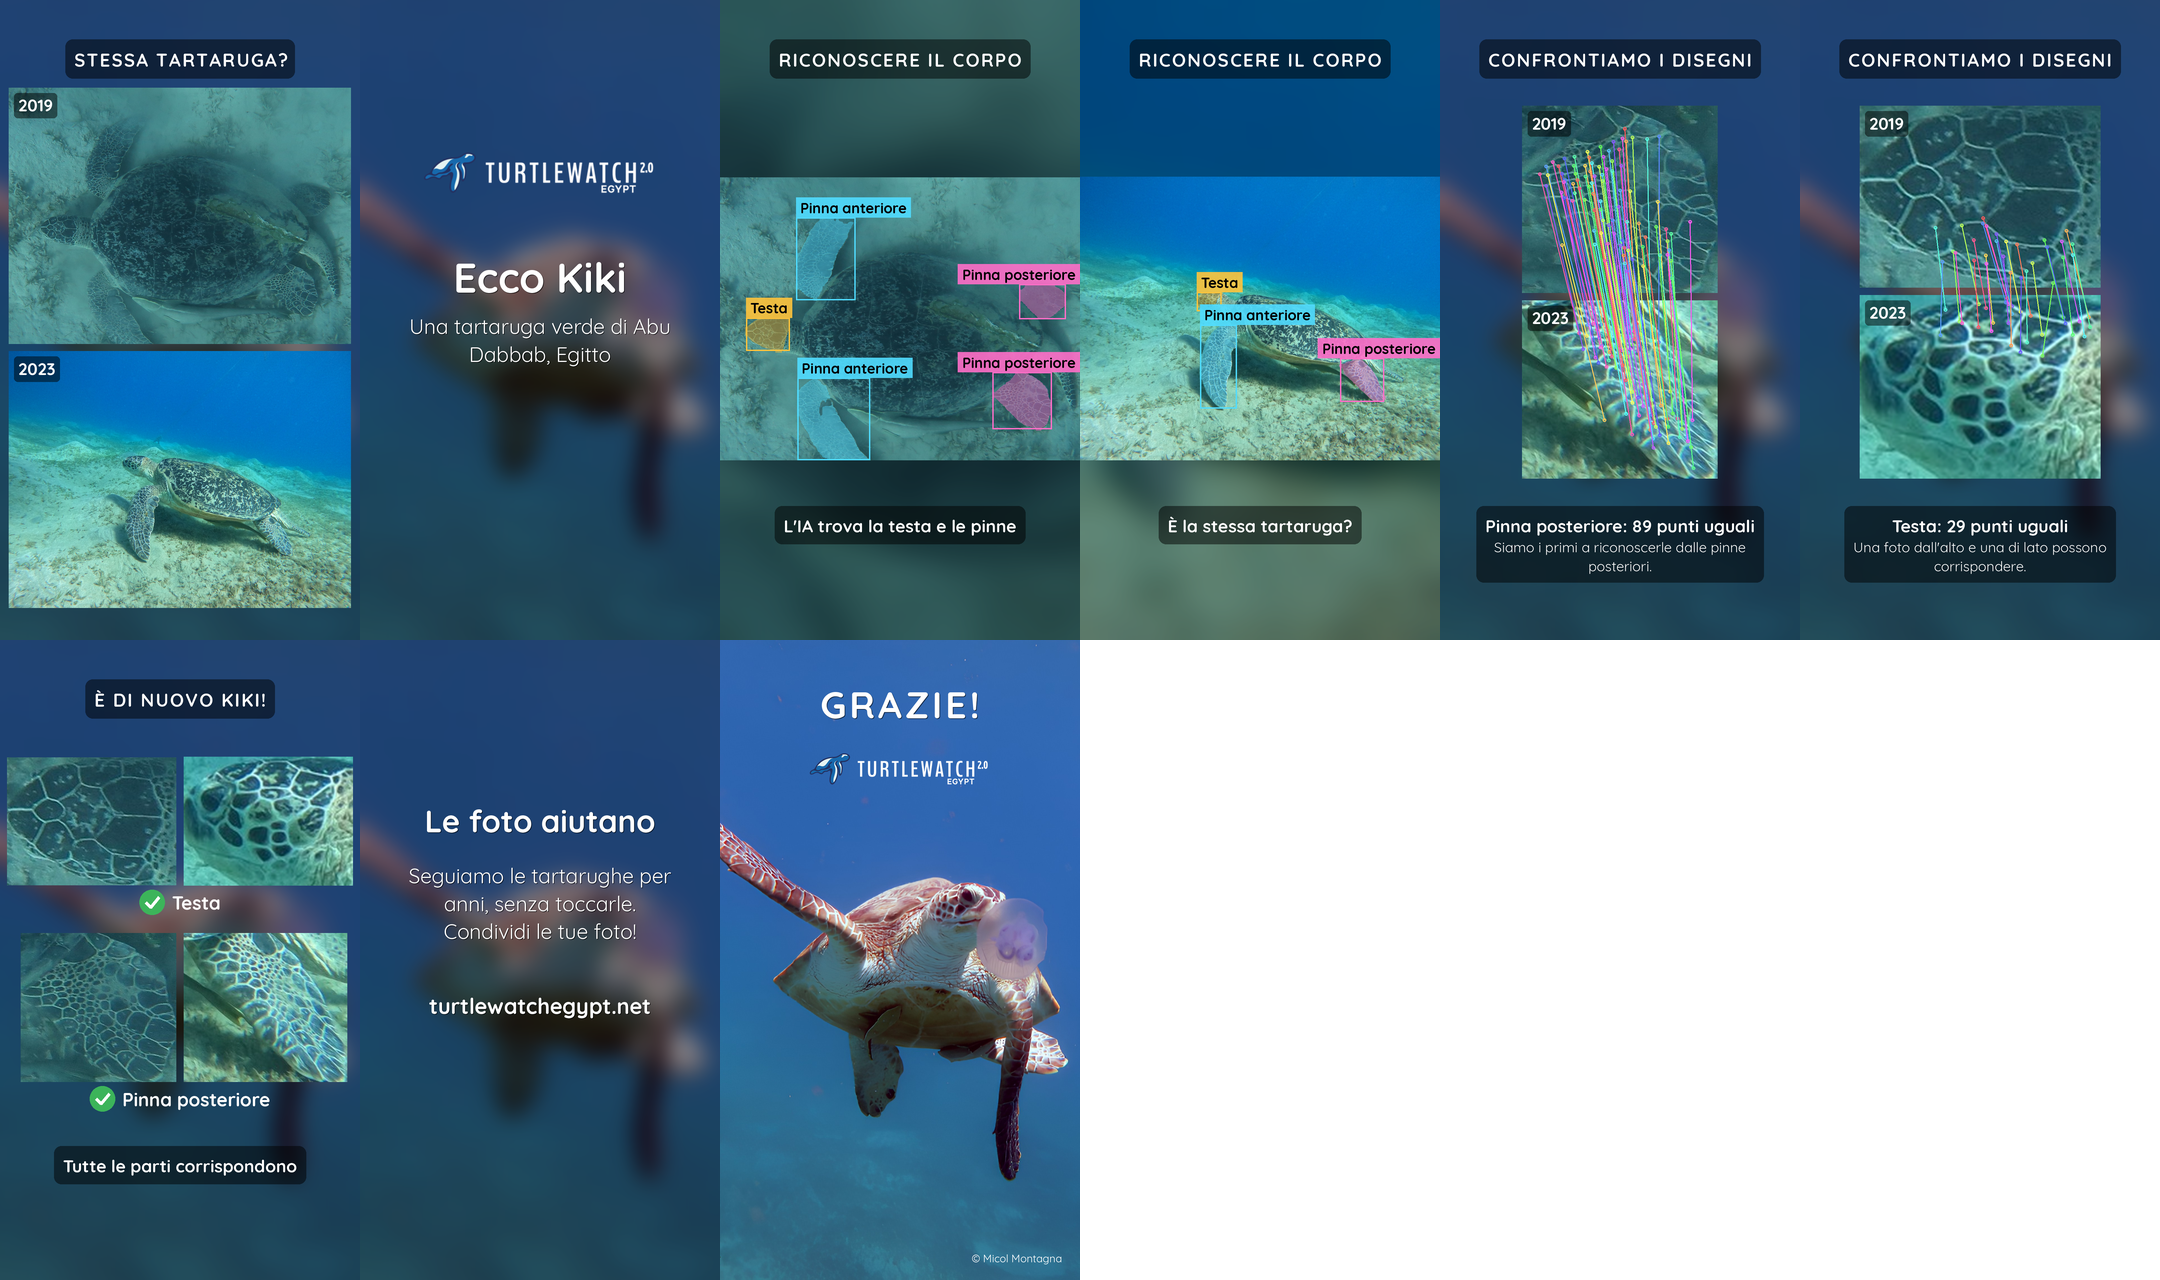 STESSA TARTARUGA?
2019
2023
TURTLEWATCH 2.0
EGYPT
Ecco Kiki
Una tartaruga verde di Abu
Dabbab, Egitto
RICONOSCERE IL CORPO
Pinna anteriore
Pinna posteriore
Testa
Pinna posteriore
Pinna anteriore
L'IA trova la testa e le pinne
RICONOSCERE IL CORPO
Testa
Pinna anteriore
Pinna posteriore
È la stessa tartaruga?
CONFRONTIAMO I DISEGNI
2019
2023
Pinna posteriore: 89 punti uguali
Siamo i primi a riconoscerle dalle pinne
posteriori.
CONFRONTIAMO I DISEGNI
2019
2023
Testa: 29 punti uguali
Una foto dall'alto e una di lato possono
corrispondere.
È DI NUOVO KIKI!
Testa
Pinna posteriore
Tutte le parti corrispondono
Le foto aiutano
Seguiamo le tartarughe per
anni, senza toccarle.
Condividi le tue foto!
turtlewatchegypt.net
GRAZIE!
TURTLEWATCH 2.0
EGYPT
© Micol Montagna